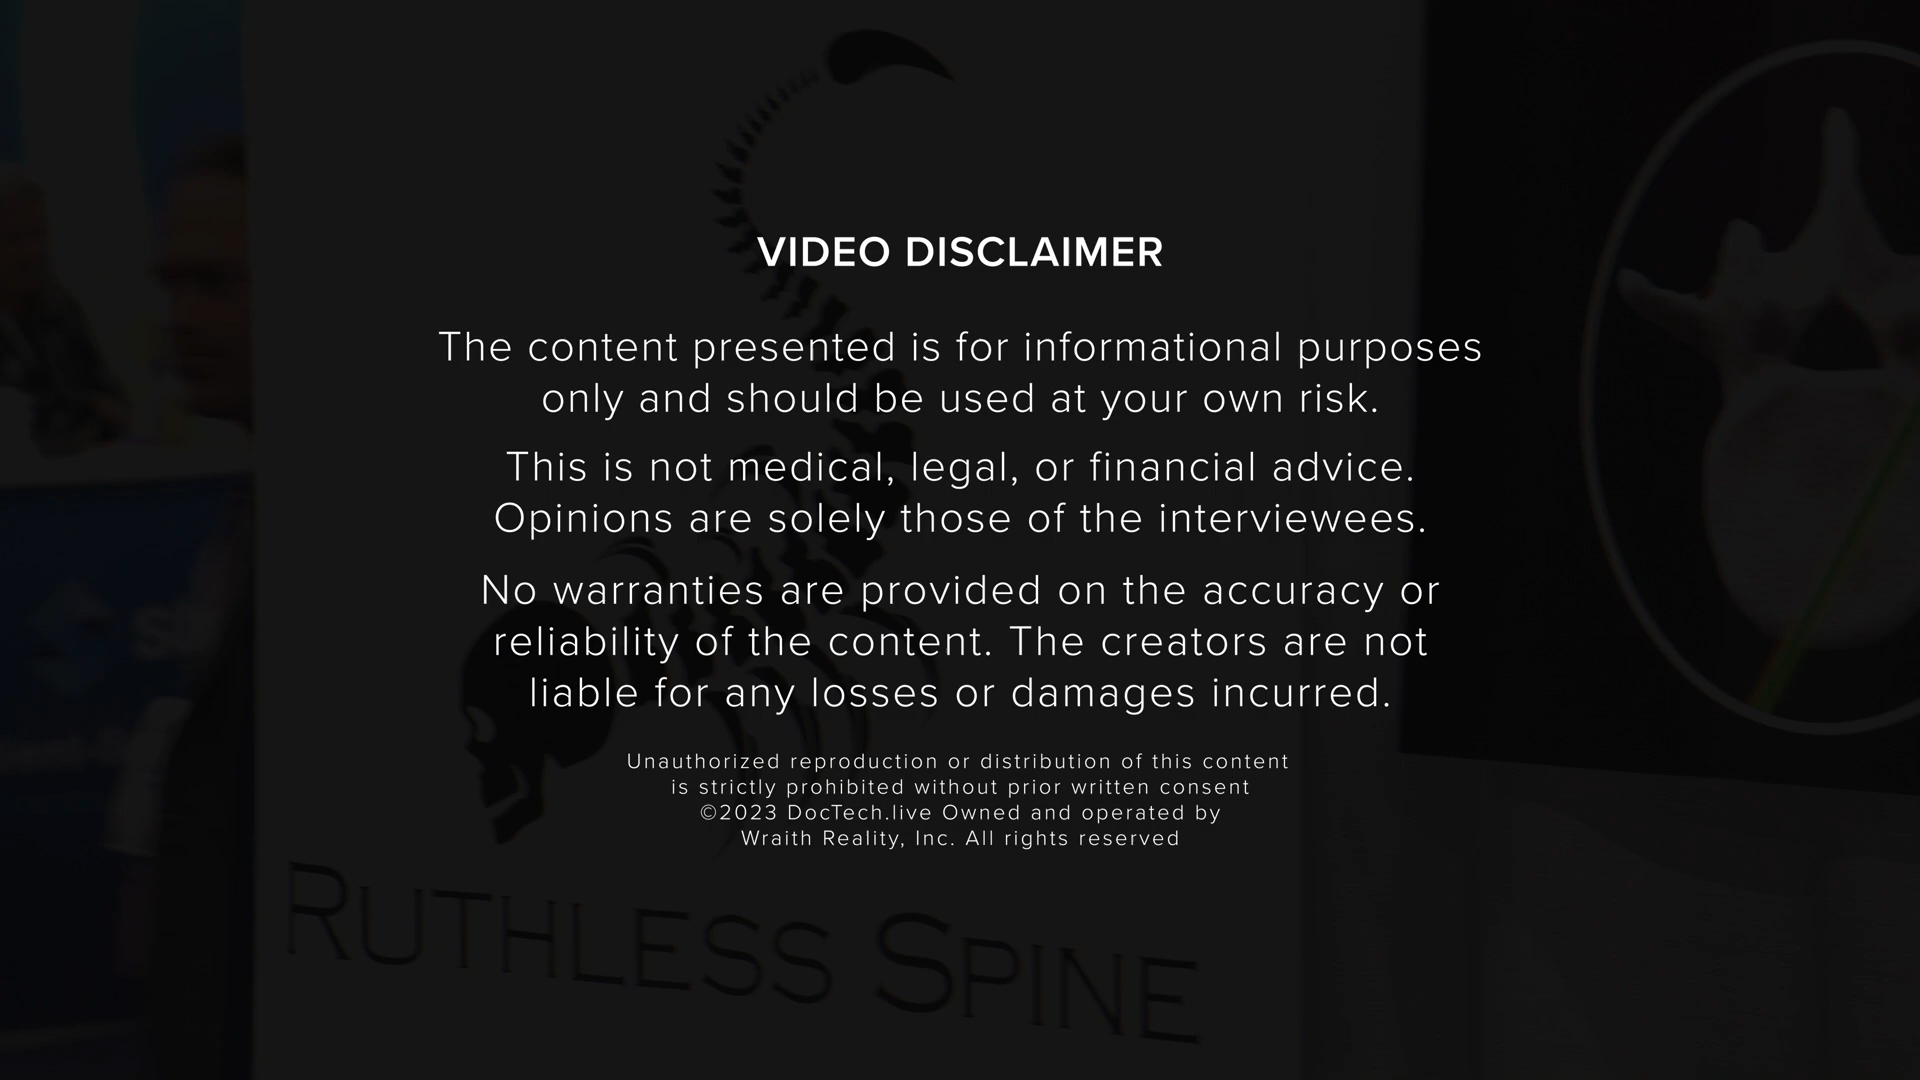 VIDEO DISCLAIMER
The content presented is for informational purposes
only and should be used at your own risk.
This is not medical, legal, or financial advice.
Opinions are solely those of the interviewees.
No warranties are provided on the accuracy or
reliability of the content. The creators are not
liable for any losses or damages incurred.
Unauthorized reproduction or distribution of this content
is strictly prohibited without prior written consent
©2023 DocTech.live Owned and operated by
Wraith Reality, Inc. All rights reserved
RUTHLESS SPINE